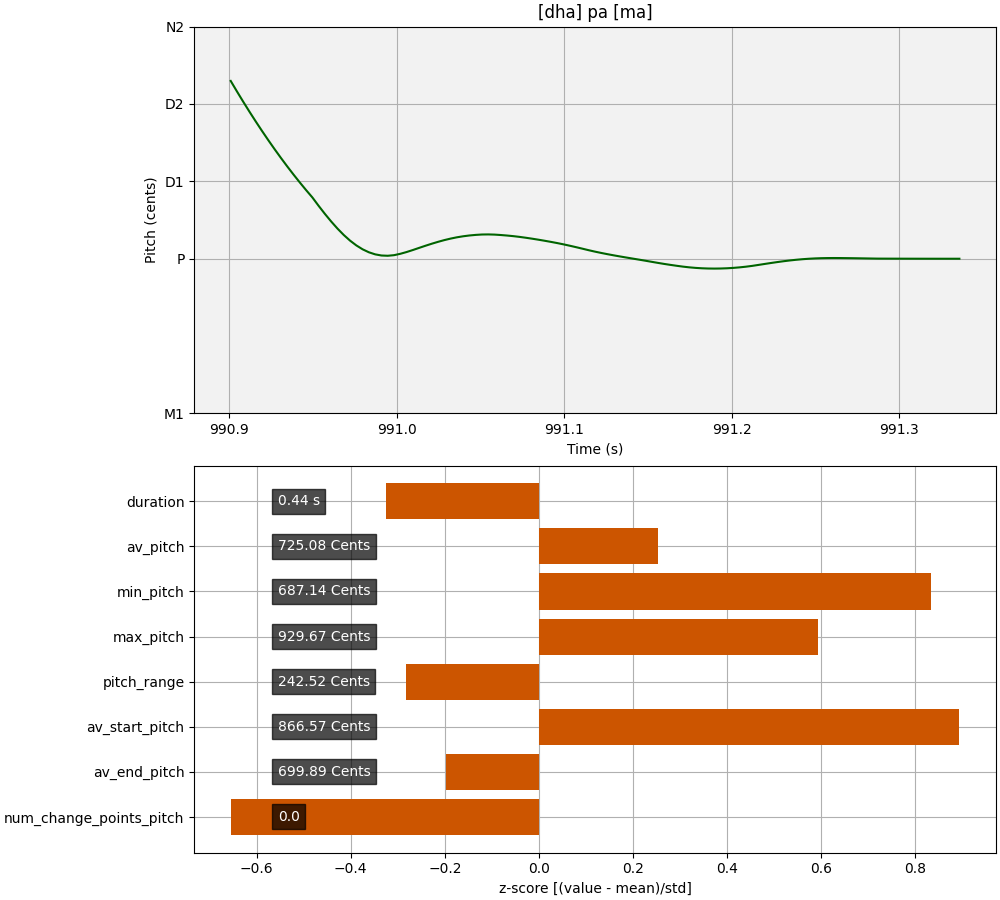 [dha] pa [ma]
N2
D2
D1
P
M1
Pitch (cents)
990.9 991.0 991.1 991.2 991.3
Time (s)
duration 0.44 s
av_pitch 725.08 Cents
min_pitch 687.14 Cents
max_pitch 929.67 Cents
pitch_range 242.52 Cents
av_start_pitch 866.57 Cents
av_end_pitch 699.89 Cents
num_change_points_pitch 0.0
−0.6 −0.4 −0.2 0.0 0.2 0.4 0.6 0.8
z-score [(value - mean)/std]